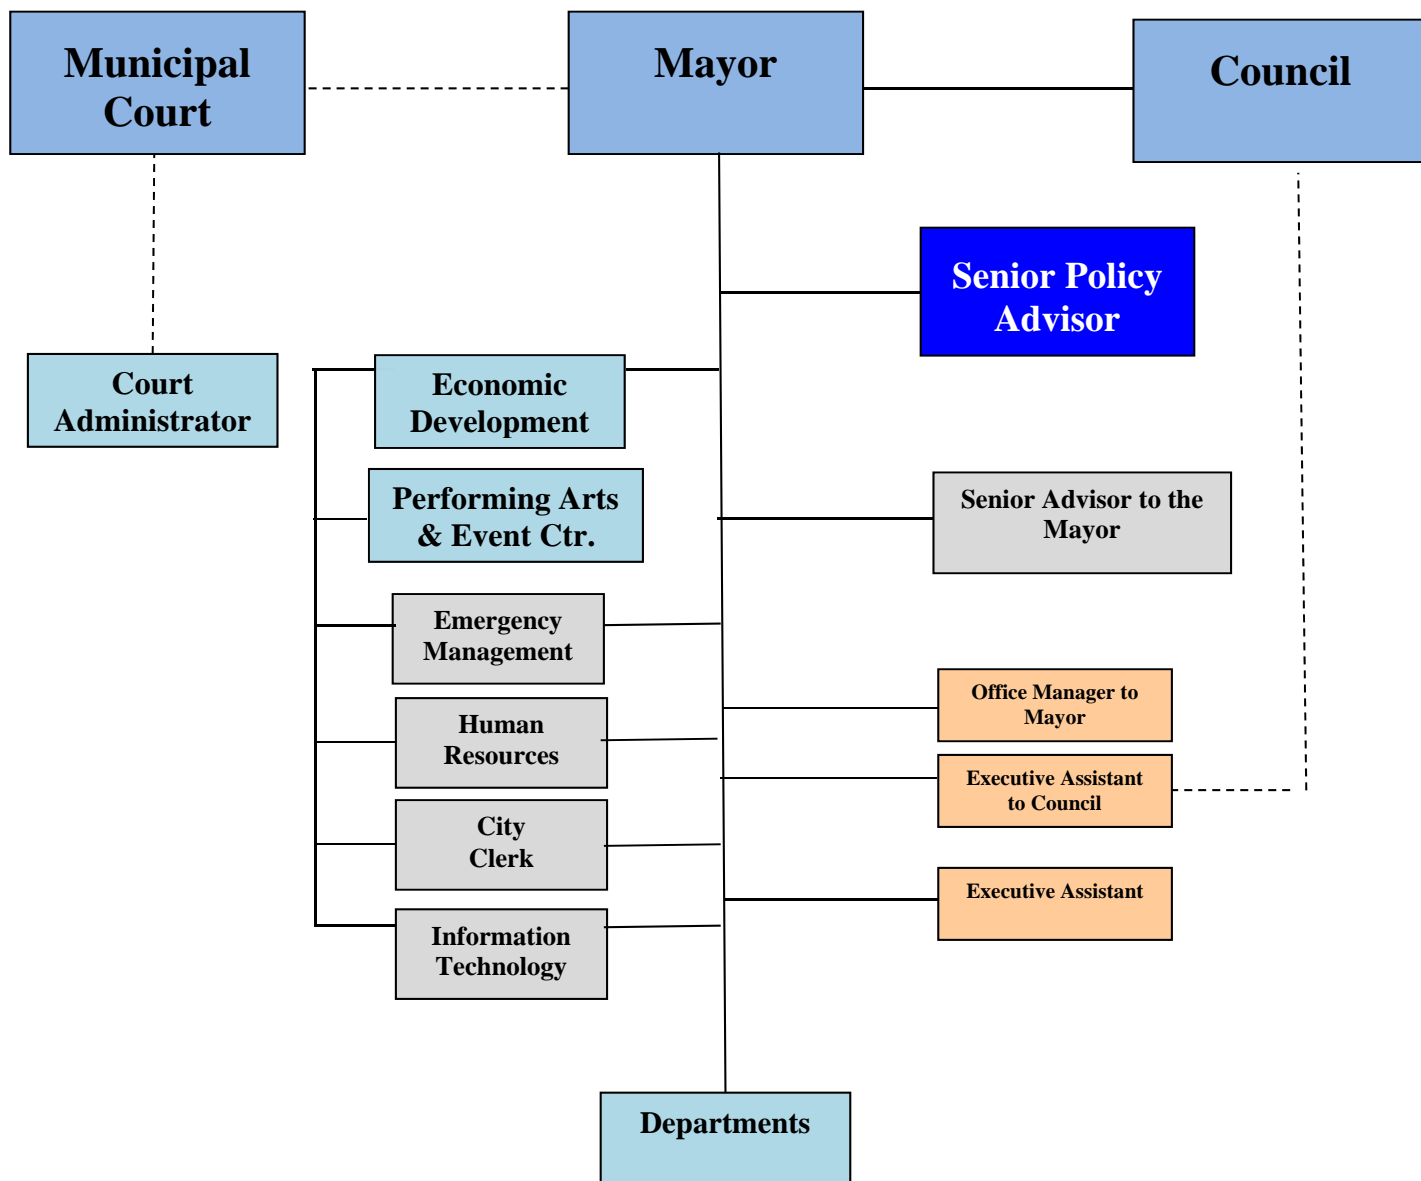 Municipal
Court
Mayor
Council
Senior Policy
Advisor
Court
Administrator
Economic
Development
Performing Arts
& Event Ctr.
Senior Advisor to the
Mayor
Emergency
Management
Human
Resources
Office Manager to
Mayor
Executive Assistant
to Council
City
Clerk
Executive Assistant
Information
Technology
Departments